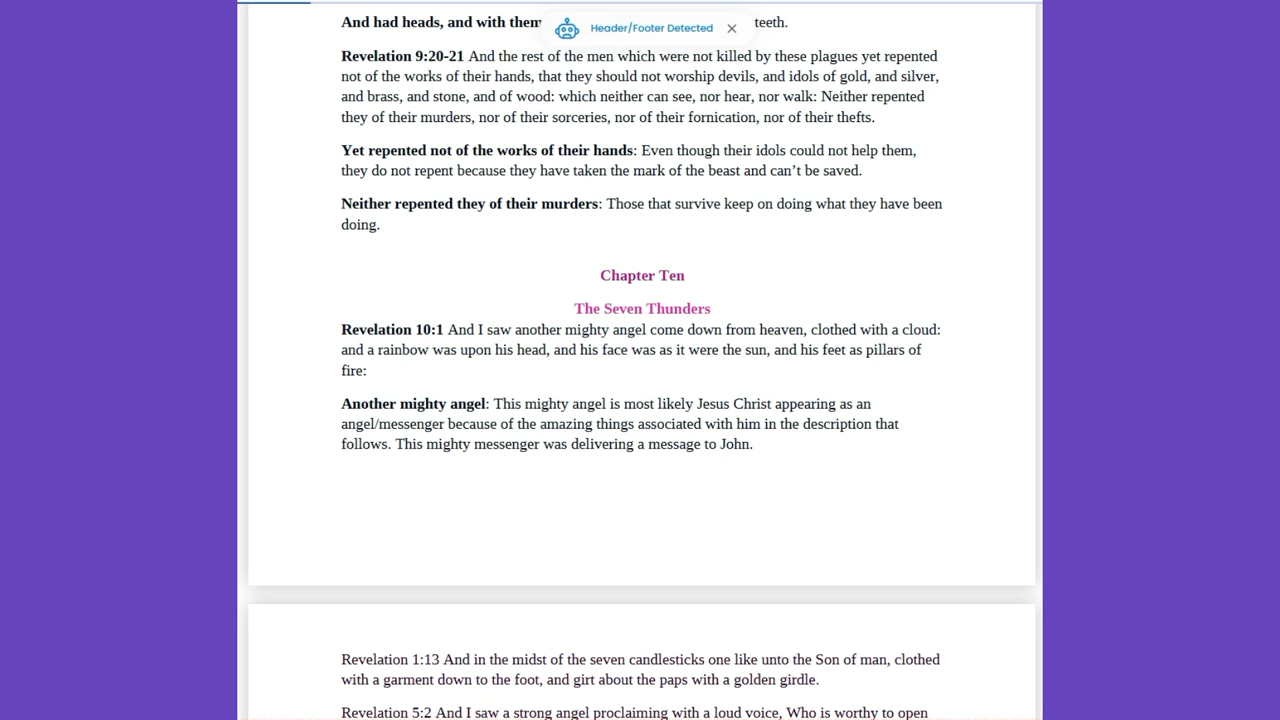 And had heads, and with them teeth.
Header/Footer Detected
Revelation 9:20-21 And the rest of the men which were not killed by these plagues yet repented
not of the works of their hands, that they should not worship devils, and idols of gold, and silver,
and brass, and stone, and of wood: which neither can see, nor hear, nor walk: Neither repented
they of their murders, nor of their sorceries, nor of their fornication, nor of their thefts.
Yet repented not of the works of their hands: Even though their idols could not help them,
they do not repent because they have taken the mark of the beast and can’t be saved.
Neither repented they of their murders: Those that survive keep on doing what they have been
doing.
Chapter Ten
The Seven Thunders
Revelation 10:1 And I saw another mighty angel come down from heaven, clothed with a cloud:
and a rainbow was upon his head, and his face was as it were the sun, and his feet as pillars of
fire:
Another mighty angel: This mighty angel is most likely Jesus Christ appearing as an
angel/messenger because of the amazing things associated with him in the description that
follows. This mighty messenger was delivering a message to John.
Revelation 1:13 And in the midst of the seven candlesticks one like unto the Son of man, clothed
with a garment down to the foot, and girt about the paps with a golden girdle.
Revelation 5:2 And I saw a strong angel proclaiming with a loud voice, Who is worthy to open